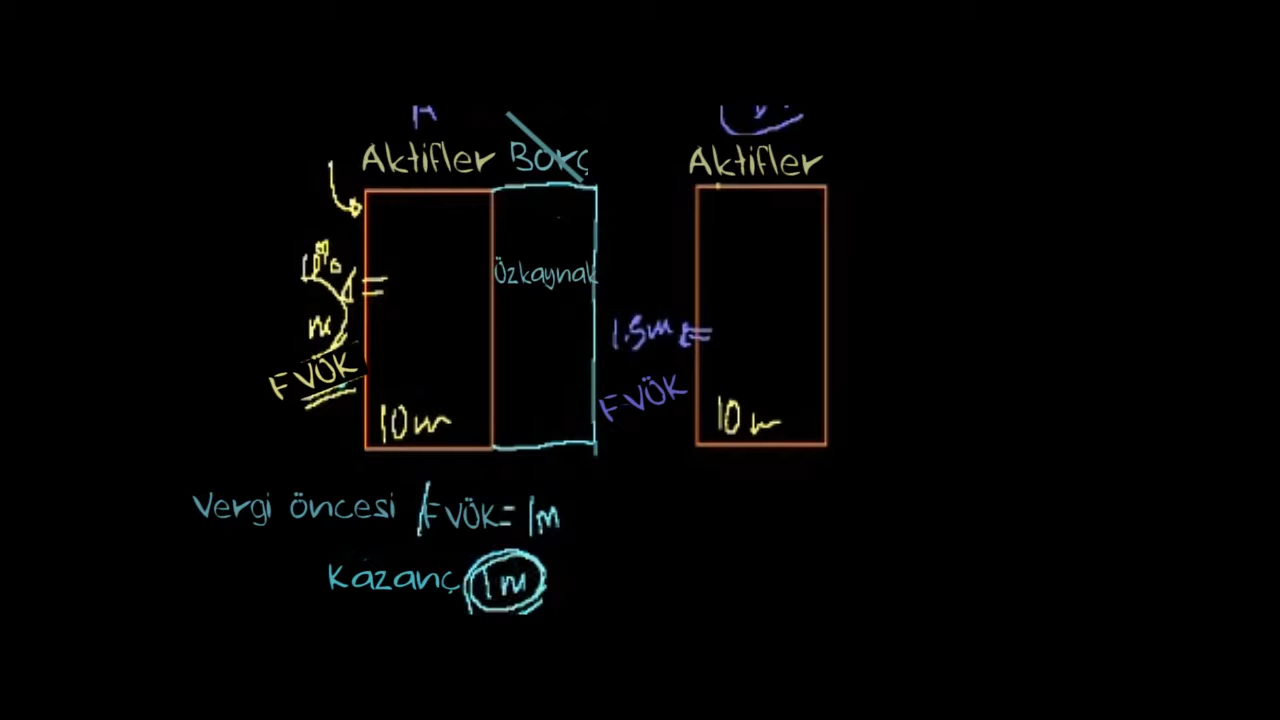 A
Aktifler Borç
Aktifler
Özkaynak
=
1.5m =
FVÖK
FVÖK
10m
10m
Vergi öncesi FVÖK= 1m
Kazanç 1m